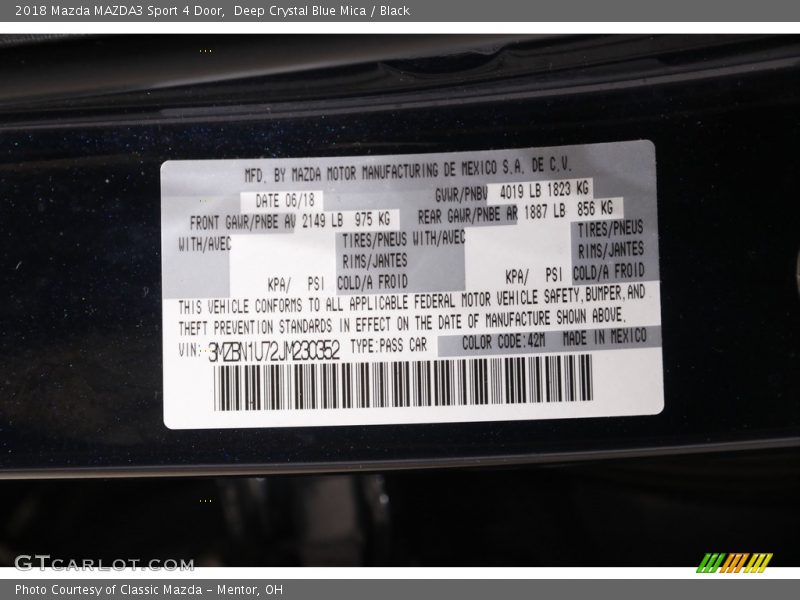 2018 Mazda MAZDA3 Sport 4 Door,  Deep Crystal Blue Mica / Black
MFD. BY MAZDA MOTOR MANUFACTURING DE MEXICO S.A. DE C.V.
DATE 06/18 GVWR/PNBV 4019 LB 1823 KG
FRONT GAWR/PNBE AV 2149 LB 975 KG REAR GAWR/PNBE AR 1887 LB 856 KG
WITH/AVEC TIRES/PNEUS WITH/AVEC TIRES/PNEUS
RIMS/JANTES RIMS/JANTES
KPA/ PSI COLD/A FROID KPA/ PSI COLD/A FROID
THIS VEHICLE CONFORMS TO ALL APPLICABLE FEDERAL MOTOR VEHICLE SAFETY, BUMPER, AND
THEFT PREVENTION STANDARDS IN EFFECT ON THE DATE OF MANUFACTURE SHOWN ABOVE.
VIN: 3MZBN1U72JM230352 TYPE:PASS CAR COLOR CODE:42M MADE IN MEXICO
GTCARLOT.COM
Photo Courtesy of Classic Mazda - Mentor, OH